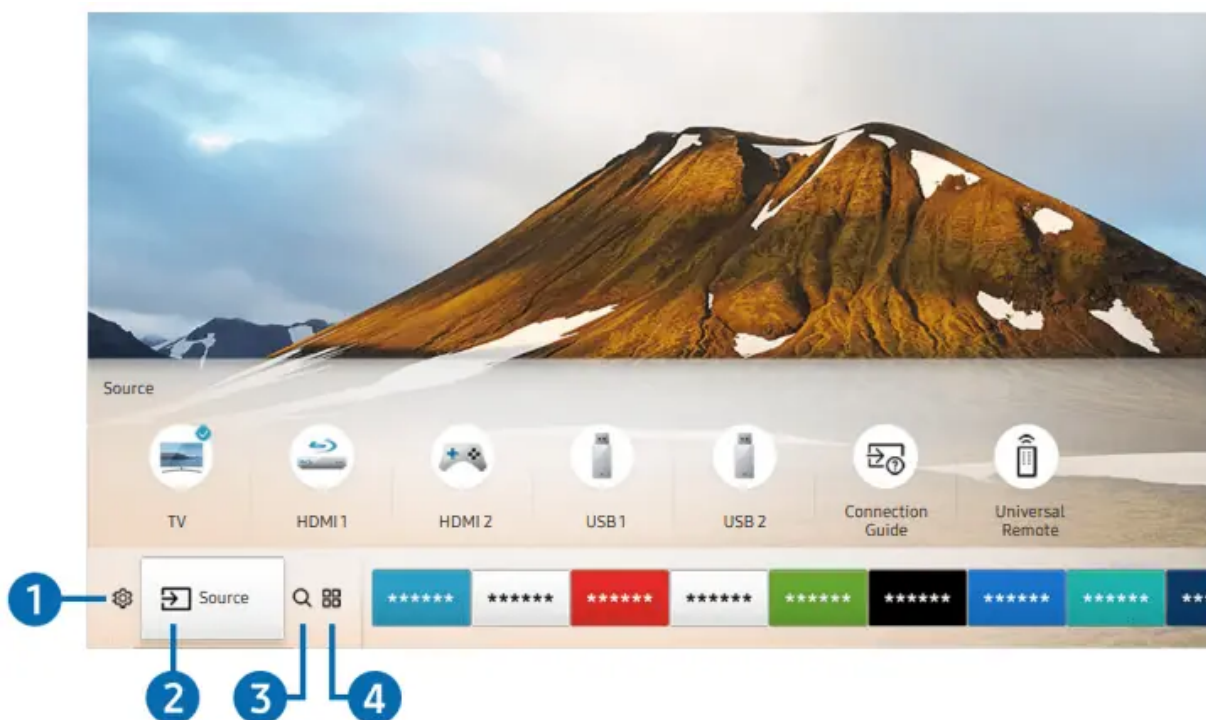 Source
TV
HDMI 1
HDMI 2
USB 1
USB 2
Connection
Guide
Universal
Remote
1
Source
****** ****** ****** ****** ****** ****** ****** ****** **
2
3
4